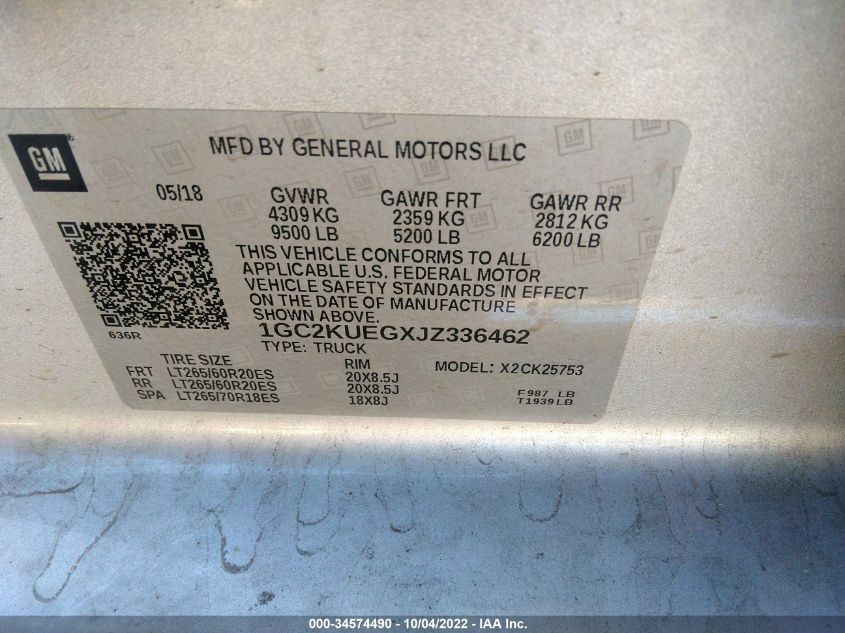 GM
MFD BY GENERAL MOTORS LLC
05/18 GVWR GAWR FRT GAWR RR
4309 KG 2359 KG 2812 KG
9500 LB 5200 LB 6200 LB
THIS VEHICLE CONFORMS TO ALL
APPLICABLE U.S. FEDERAL MOTOR
VEHICLE SAFETY STANDARDS IN EFFECT
ON THE DATE OF MANUFACTURE
SHOWN ABOVE.
636R
1GC2KUEGXJZ336462
TYPE: TRUCK
TIRE SIZE RIM MODEL: X2CK25753
FRT LT265/60R20ES 20X8.5J
RR LT265/60R20ES 20X8.5J
SPA LT265/70R18ES 18X8J
F987 LB
T1939LB
000-34574490 - 10/04/2022 - IAA Inc.